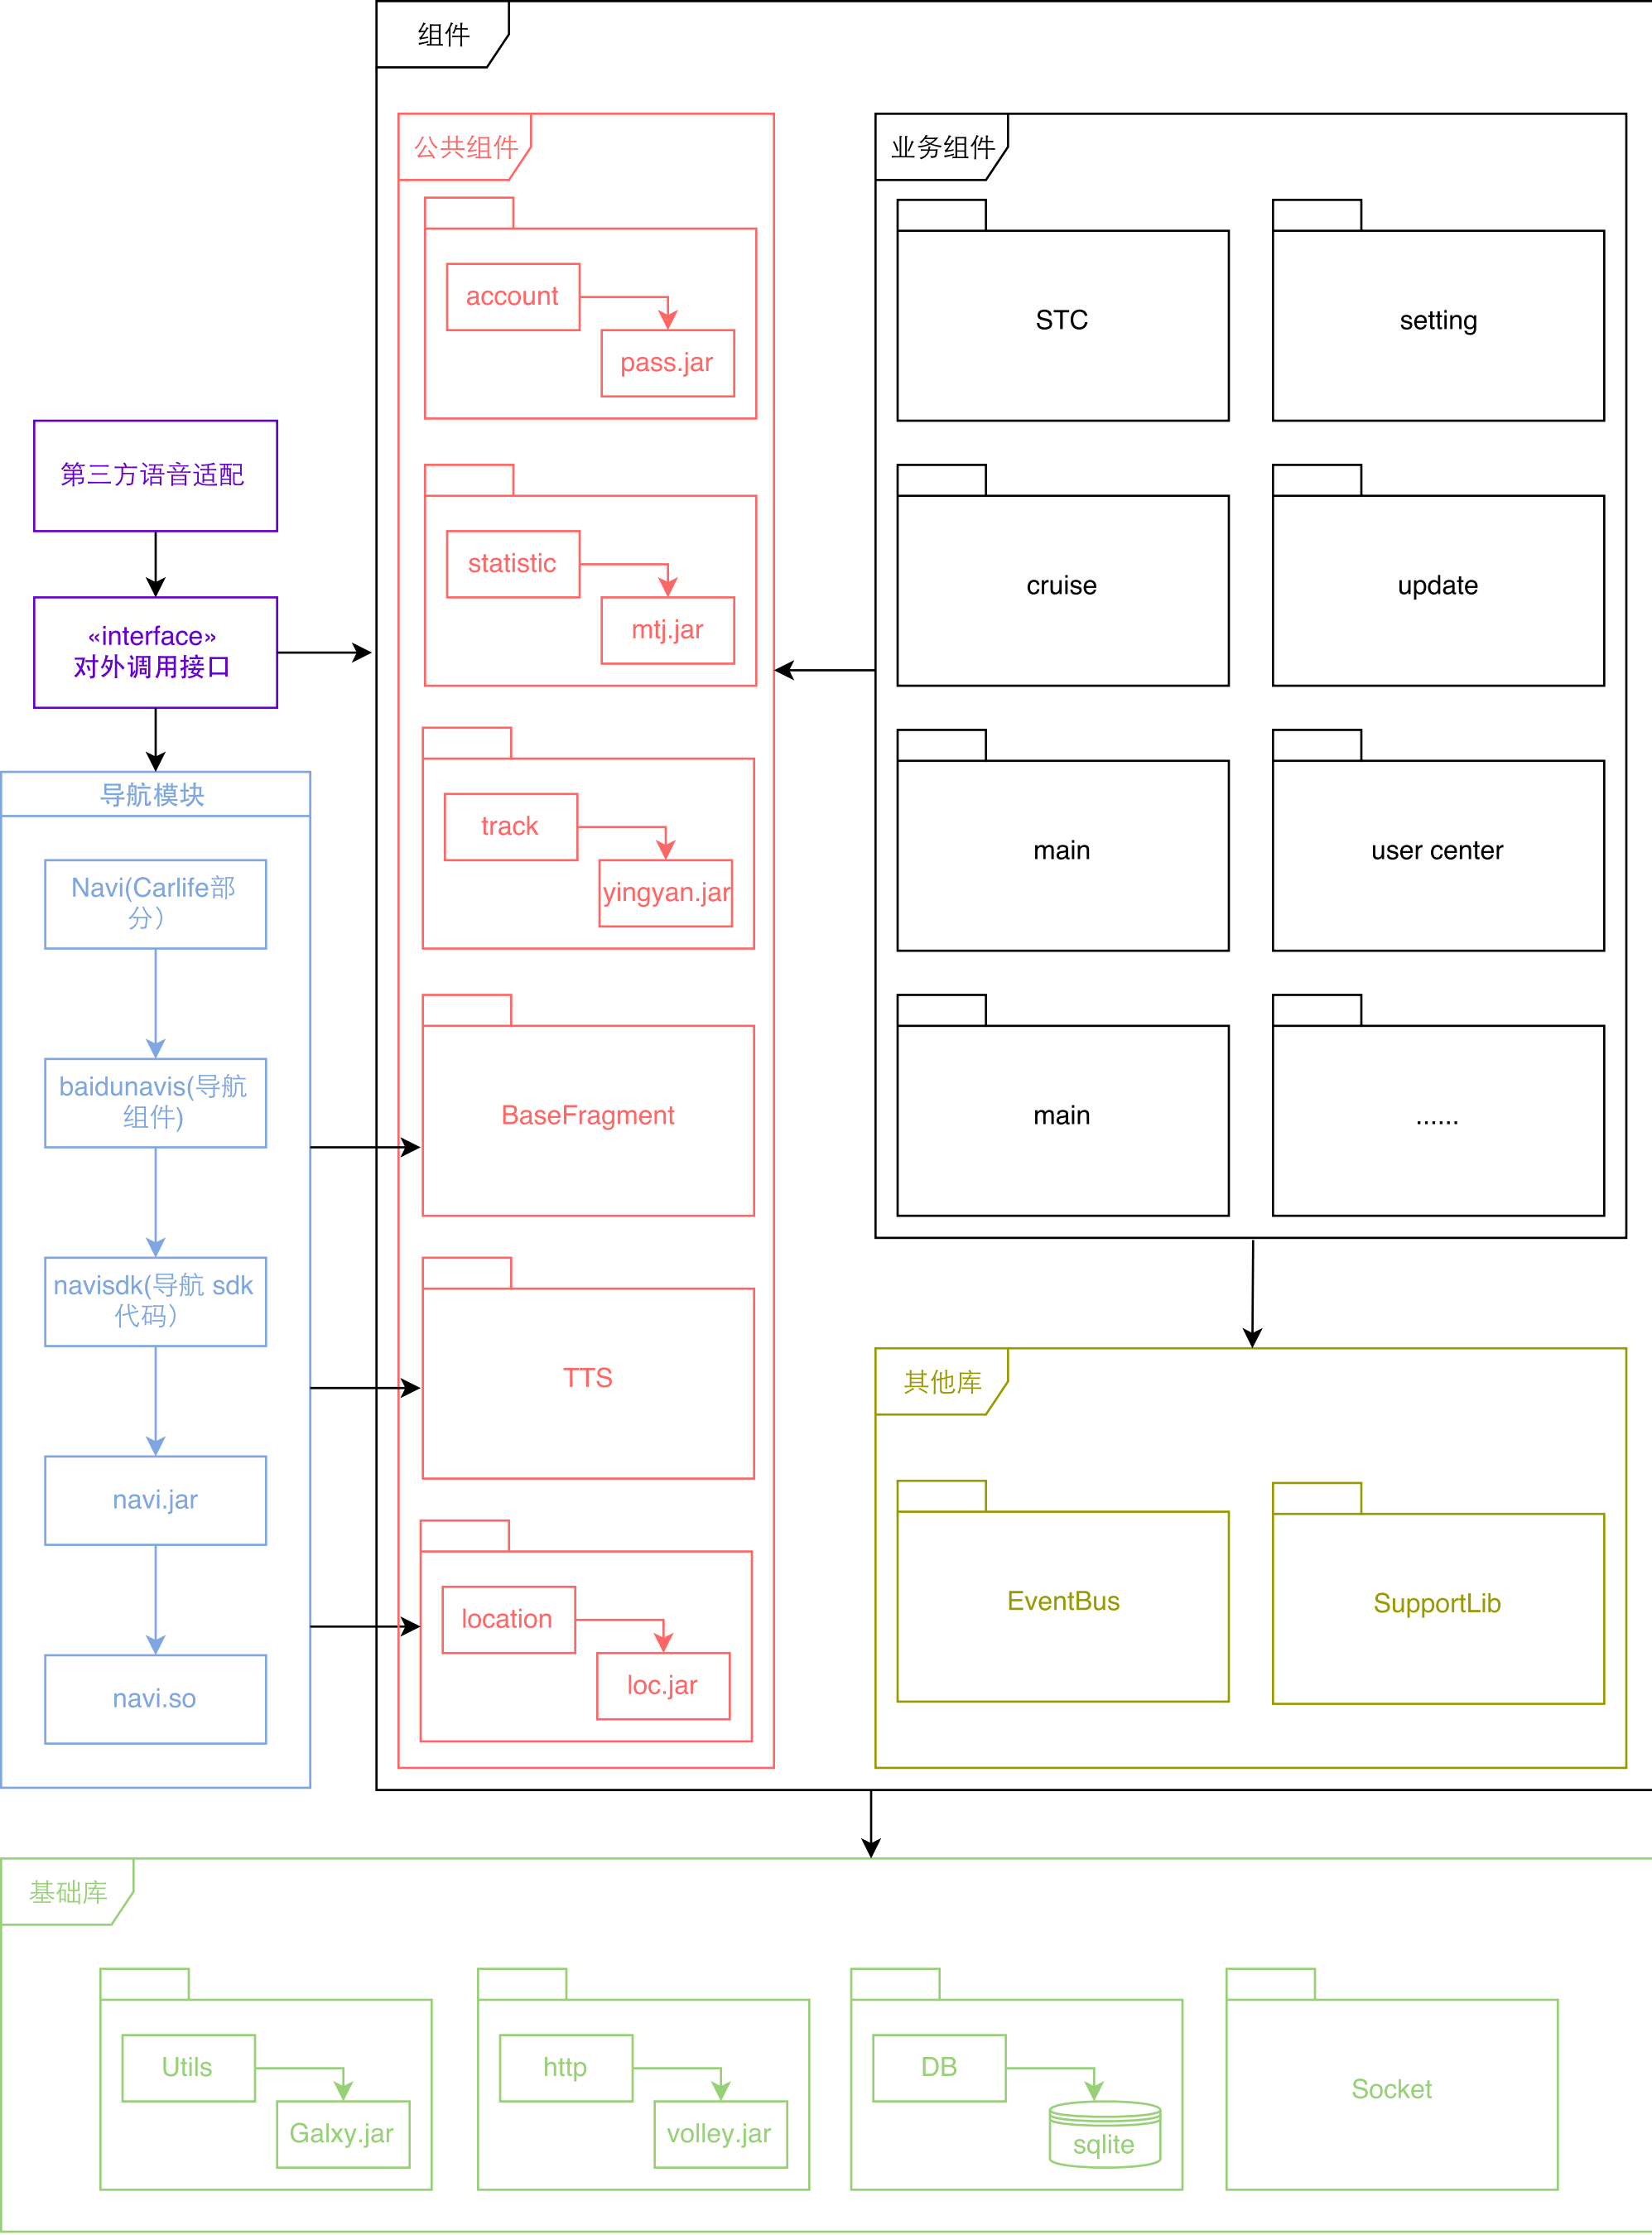 组件
公共组件
account
pass.jar
statistic
mtj.jar
track
yingyan.jar
BaseFragment
TTS
location
loc.jar
业务组件
STC
setting
cruise
update
main
user center
main
......
其他库
EventBus
SupportLib
第三方语音适配
«interface»
对外调用接口
导航模块
Navi(Carlife部
分）
baidunavis(导航
组件)
navisdk(导航 sdk
代码）
navi.jar
navi.so
基础库
Utils
Galxy.jar
http
volley.jar
DB
sqlite
Socket